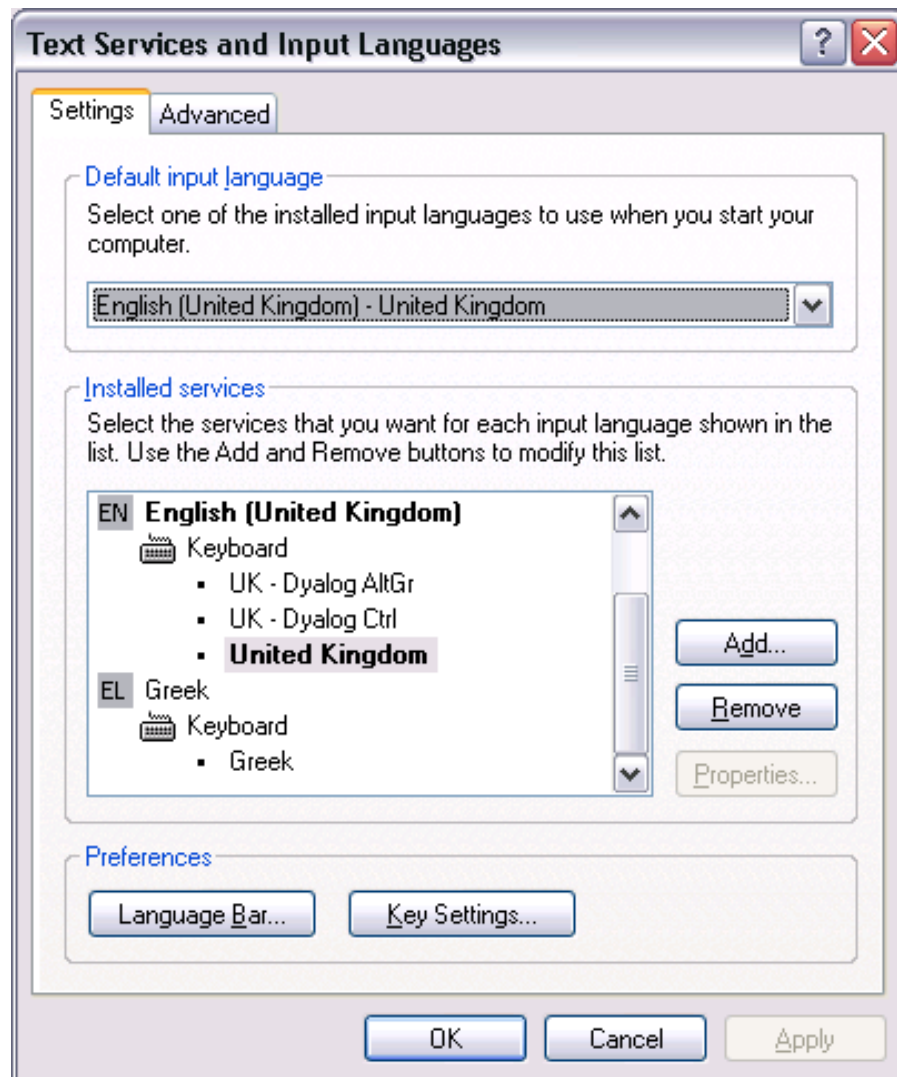 Text Services and Input Languages
Settings
Advanced
Default input language
Select one of the installed input languages to use when you start your
computer.
English (United Kingdom) - United Kingdom
Installed services
Select the services that you want for each input language shown in the
list. Use the Add and Remove buttons to modify this list.
EN English (United Kingdom)
Keyboard
UK - Dyalog AltGr
UK - Dyalog Ctrl
United Kingdom
EL Greek
Keyboard
Greek
Add...
Remove
Properties...
Preferences
Language Bar...
Key Settings...
OK
Cancel
Apply